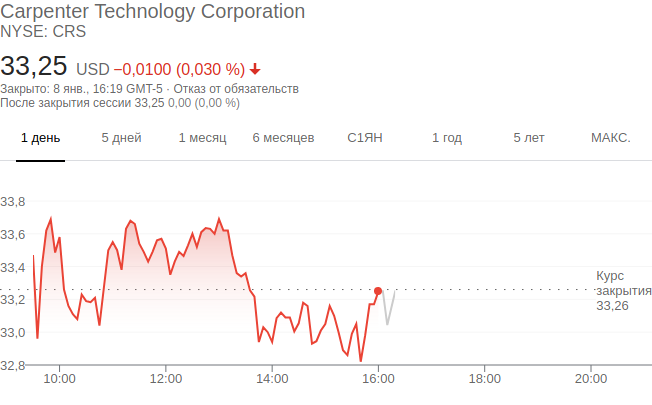 Carpenter Technology Corporation
NYSE: CRS
33,25 USD −0,0100 (0,030 %)
Закрыто: 8 янв., 16:19 GMT-5 · Отказ от обязательств
После закрытия сессии 33,25 0,00 (0,00 %)
1 день 5 дней 1 месяц 6 месяцев С1ЯН 1 год 5 лет МАКС.
33,8
33,6
33,4
33,2
33,0
32,8
Курс
закрытия
33,26
10:00 12:00 14:00 16:00 18:00 20:00